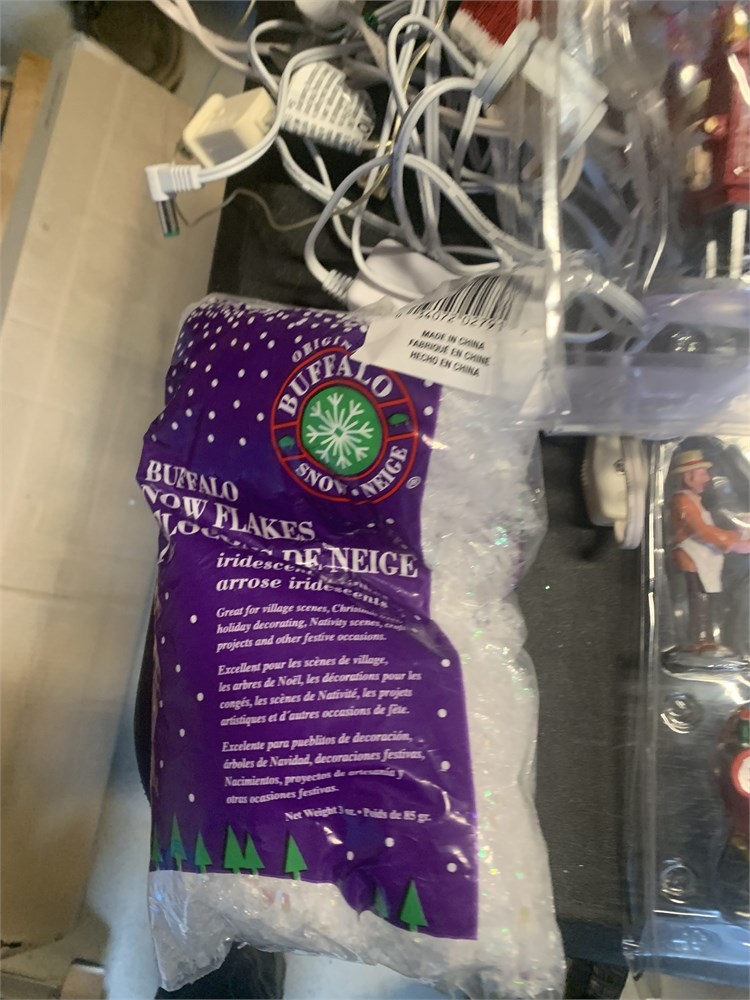 34072 0279
MADE IN CHINA
FABRIQUÉ EN CHINE
HECHO EN CHINA
ORIGIN
BUFFALO
SNOW • NEIGE ®
BUFFALO
NOW FLAKES
DE NEIGE
arrose iridescents
Great for village scenes, Christmas
holiday decorating, Nativity scenes,
projects and other festive occasions.
Excellent pour les scènes de village,
les arbres de Noël, les décorations pour les
congés, les scènes de Nativité, les projets
artistiques et d'autres occasions de fête.
Excelente para pueblitos de decoración,
árboles de Navidad, decoraciones festivas,
Nacimientos, proyectos de artesanía y
otras ocasiones festivas.
Net Weight 3 oz. • Poids de 85 gr.